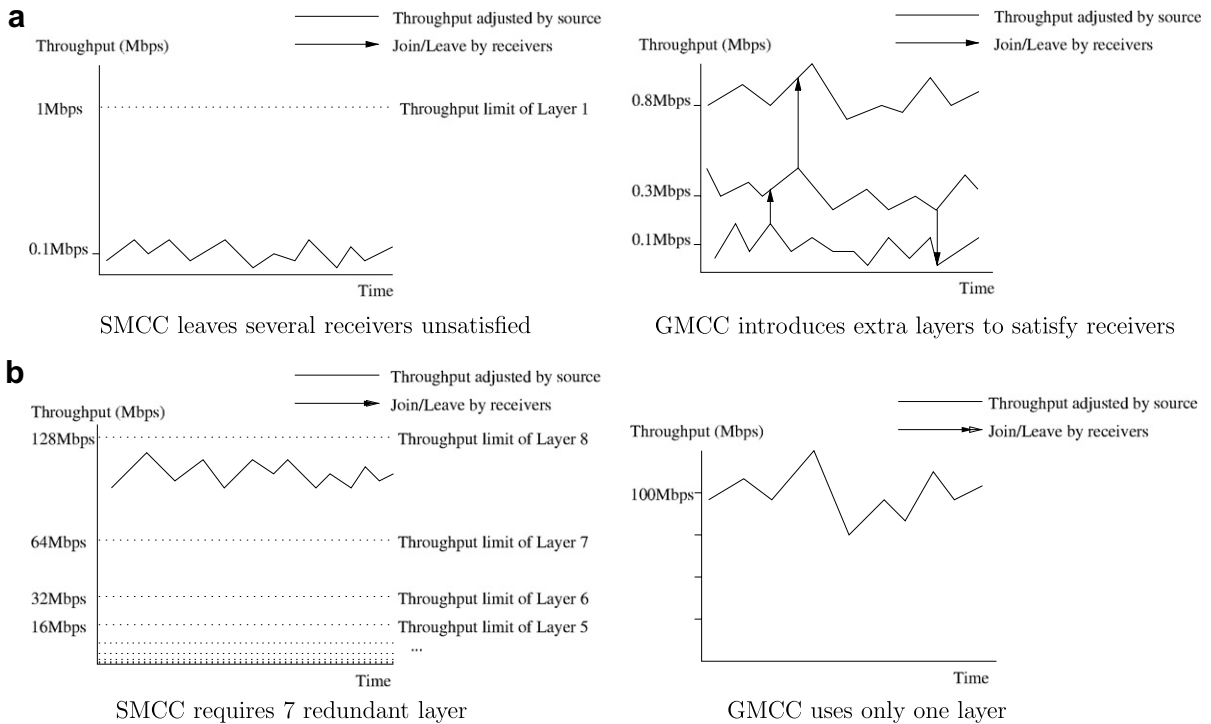 a
Throughput adjusted by source
Throughput (Mbps)
Join/Leave by receivers
1Mbps
Throughput limit of Layer 1
0.1Mbps
Time
SMCC leaves several receivers unsatisfied
Throughput adjusted by source
Throughput (Mbps)
Join/Leave by receivers
0.8Mbps
0.3Mbps
0.1Mbps
Time
GMCC introduces extra layers to satisfy receivers
b
Throughput adjusted by source
Throughput (Mbps)
Join/Leave by receivers
128Mbps
Throughput limit of Layer 8
64Mbps
Throughput limit of Layer 7
32Mbps
Throughput limit of Layer 6
16Mbps
Throughput limit of Layer 5
...
Time
SMCC requires 7 redundant layer
Throughput adjusted by source
Throughput (Mbps)
Join/Leave by receivers
100Mbps
Time
GMCC uses only one layer